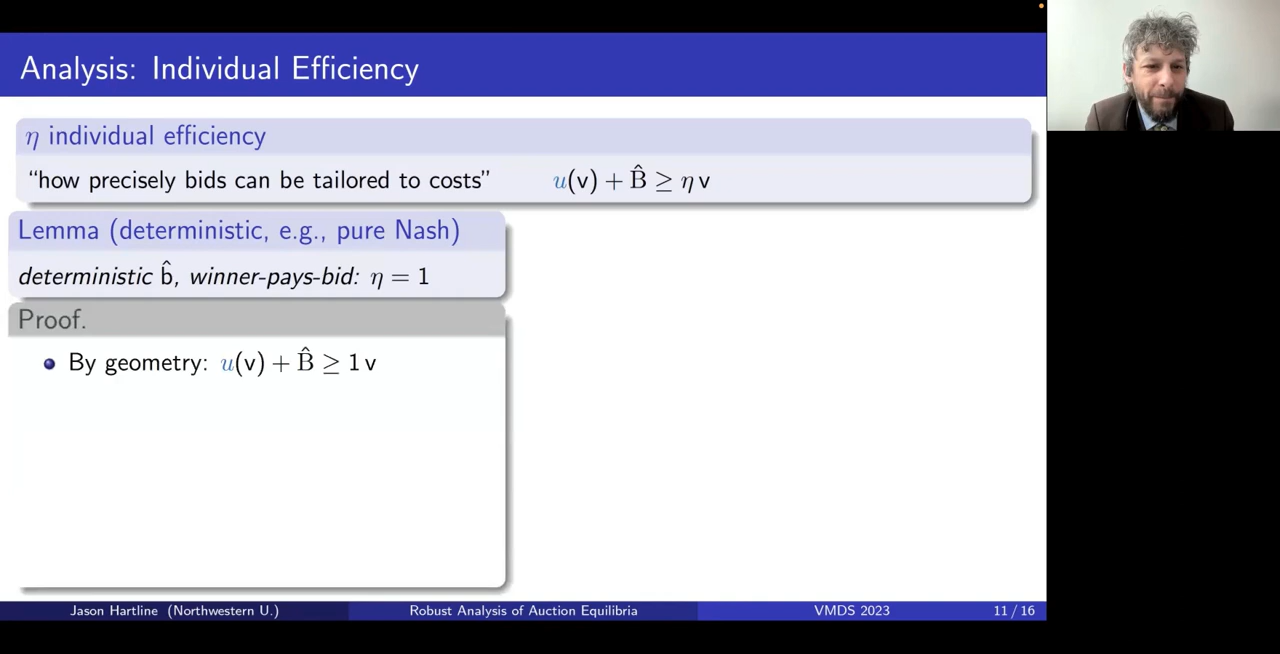 Analysis: Individual Efficiency
η individual efficiency
“how precisely bids can be tailored to costs” u(v) + B̂ ≥ η v
Lemma (deterministic, e.g., pure Nash)
deterministic b̂, winner-pays-bid: η = 1
Proof.
By geometry: u(v) + B̂ ≥ 1 v
Jason Hartline (Northwestern U.) Robust Analysis of Auction Equilibria VMDS 2023 11 / 16